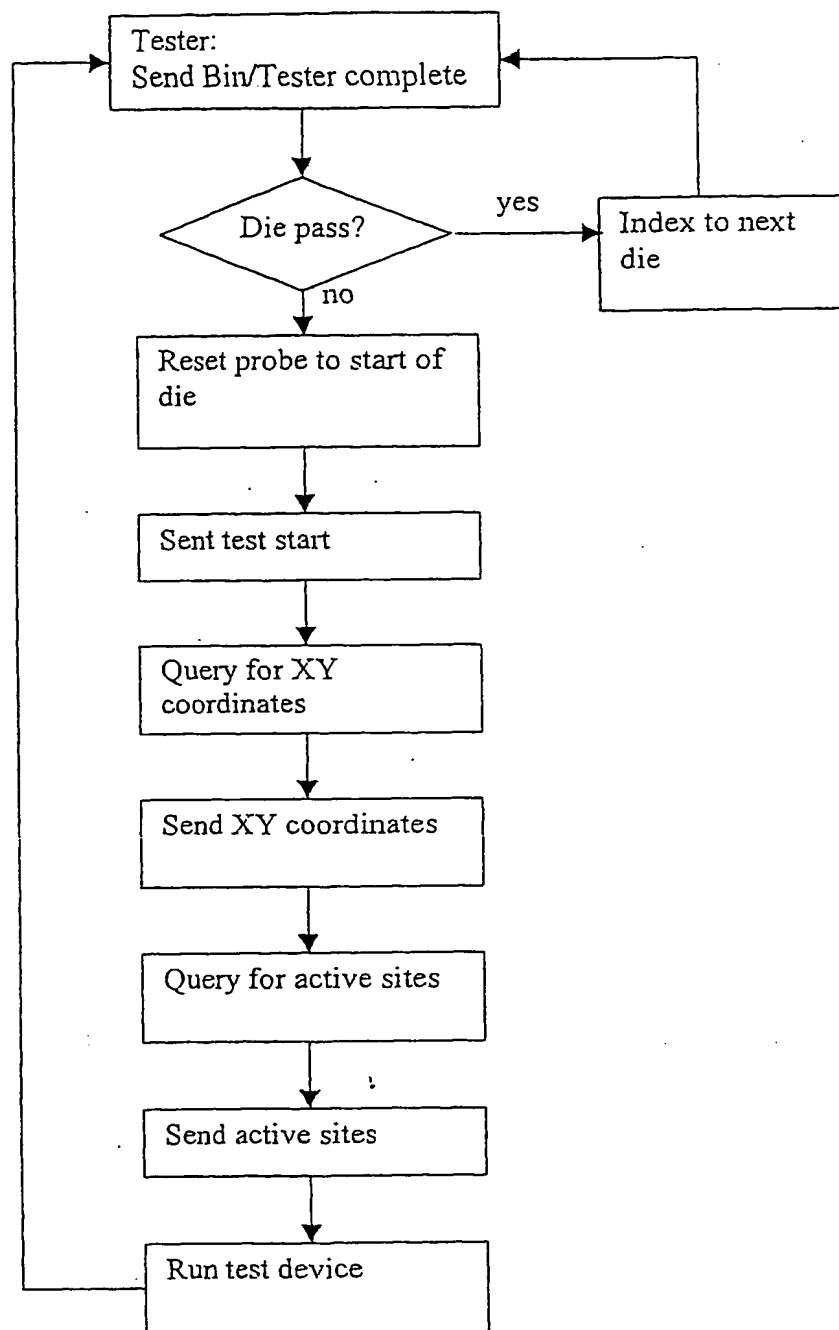 Tester:
Send Bin/Tester complete
Die pass?
yes
Index to next
die
no
Reset probe to start of
die
Sent test start
Query for XY
coordinates
Send XY coordinates
Query for active sites
Send active sites
Run test device